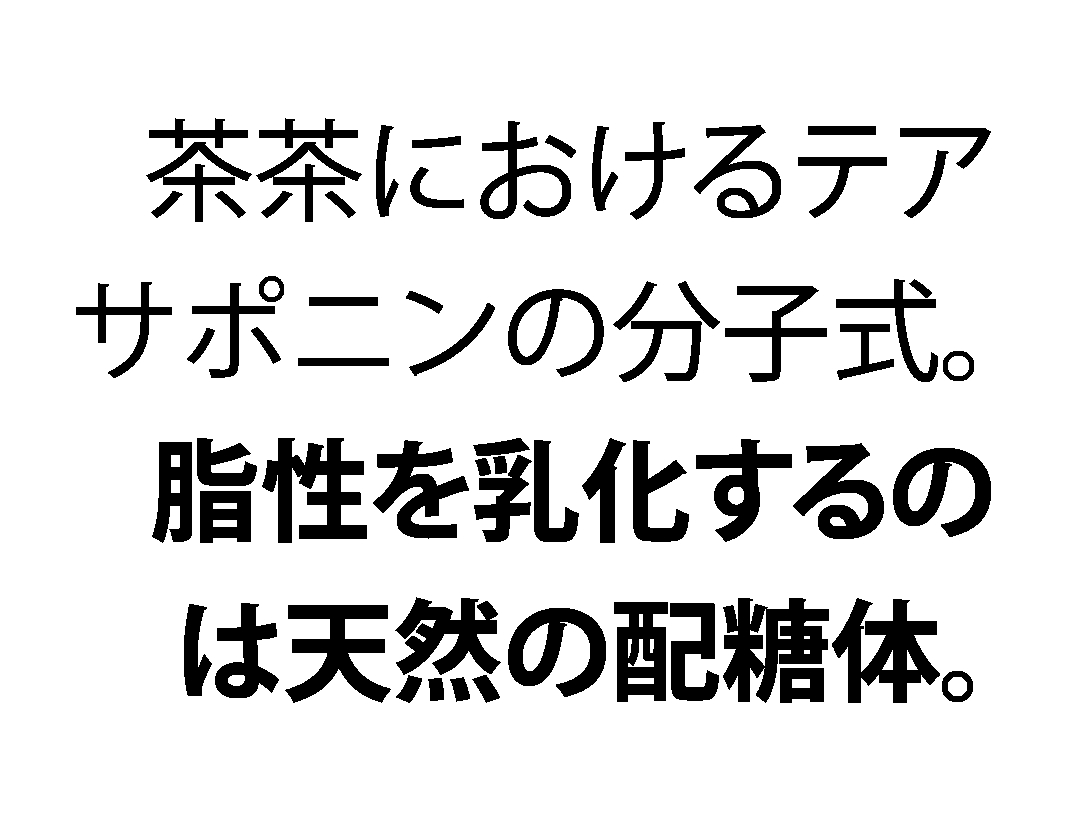 茶茶におけるテア
サポニンの分子式。
脂性を乳化するの
は天然の配糖体。